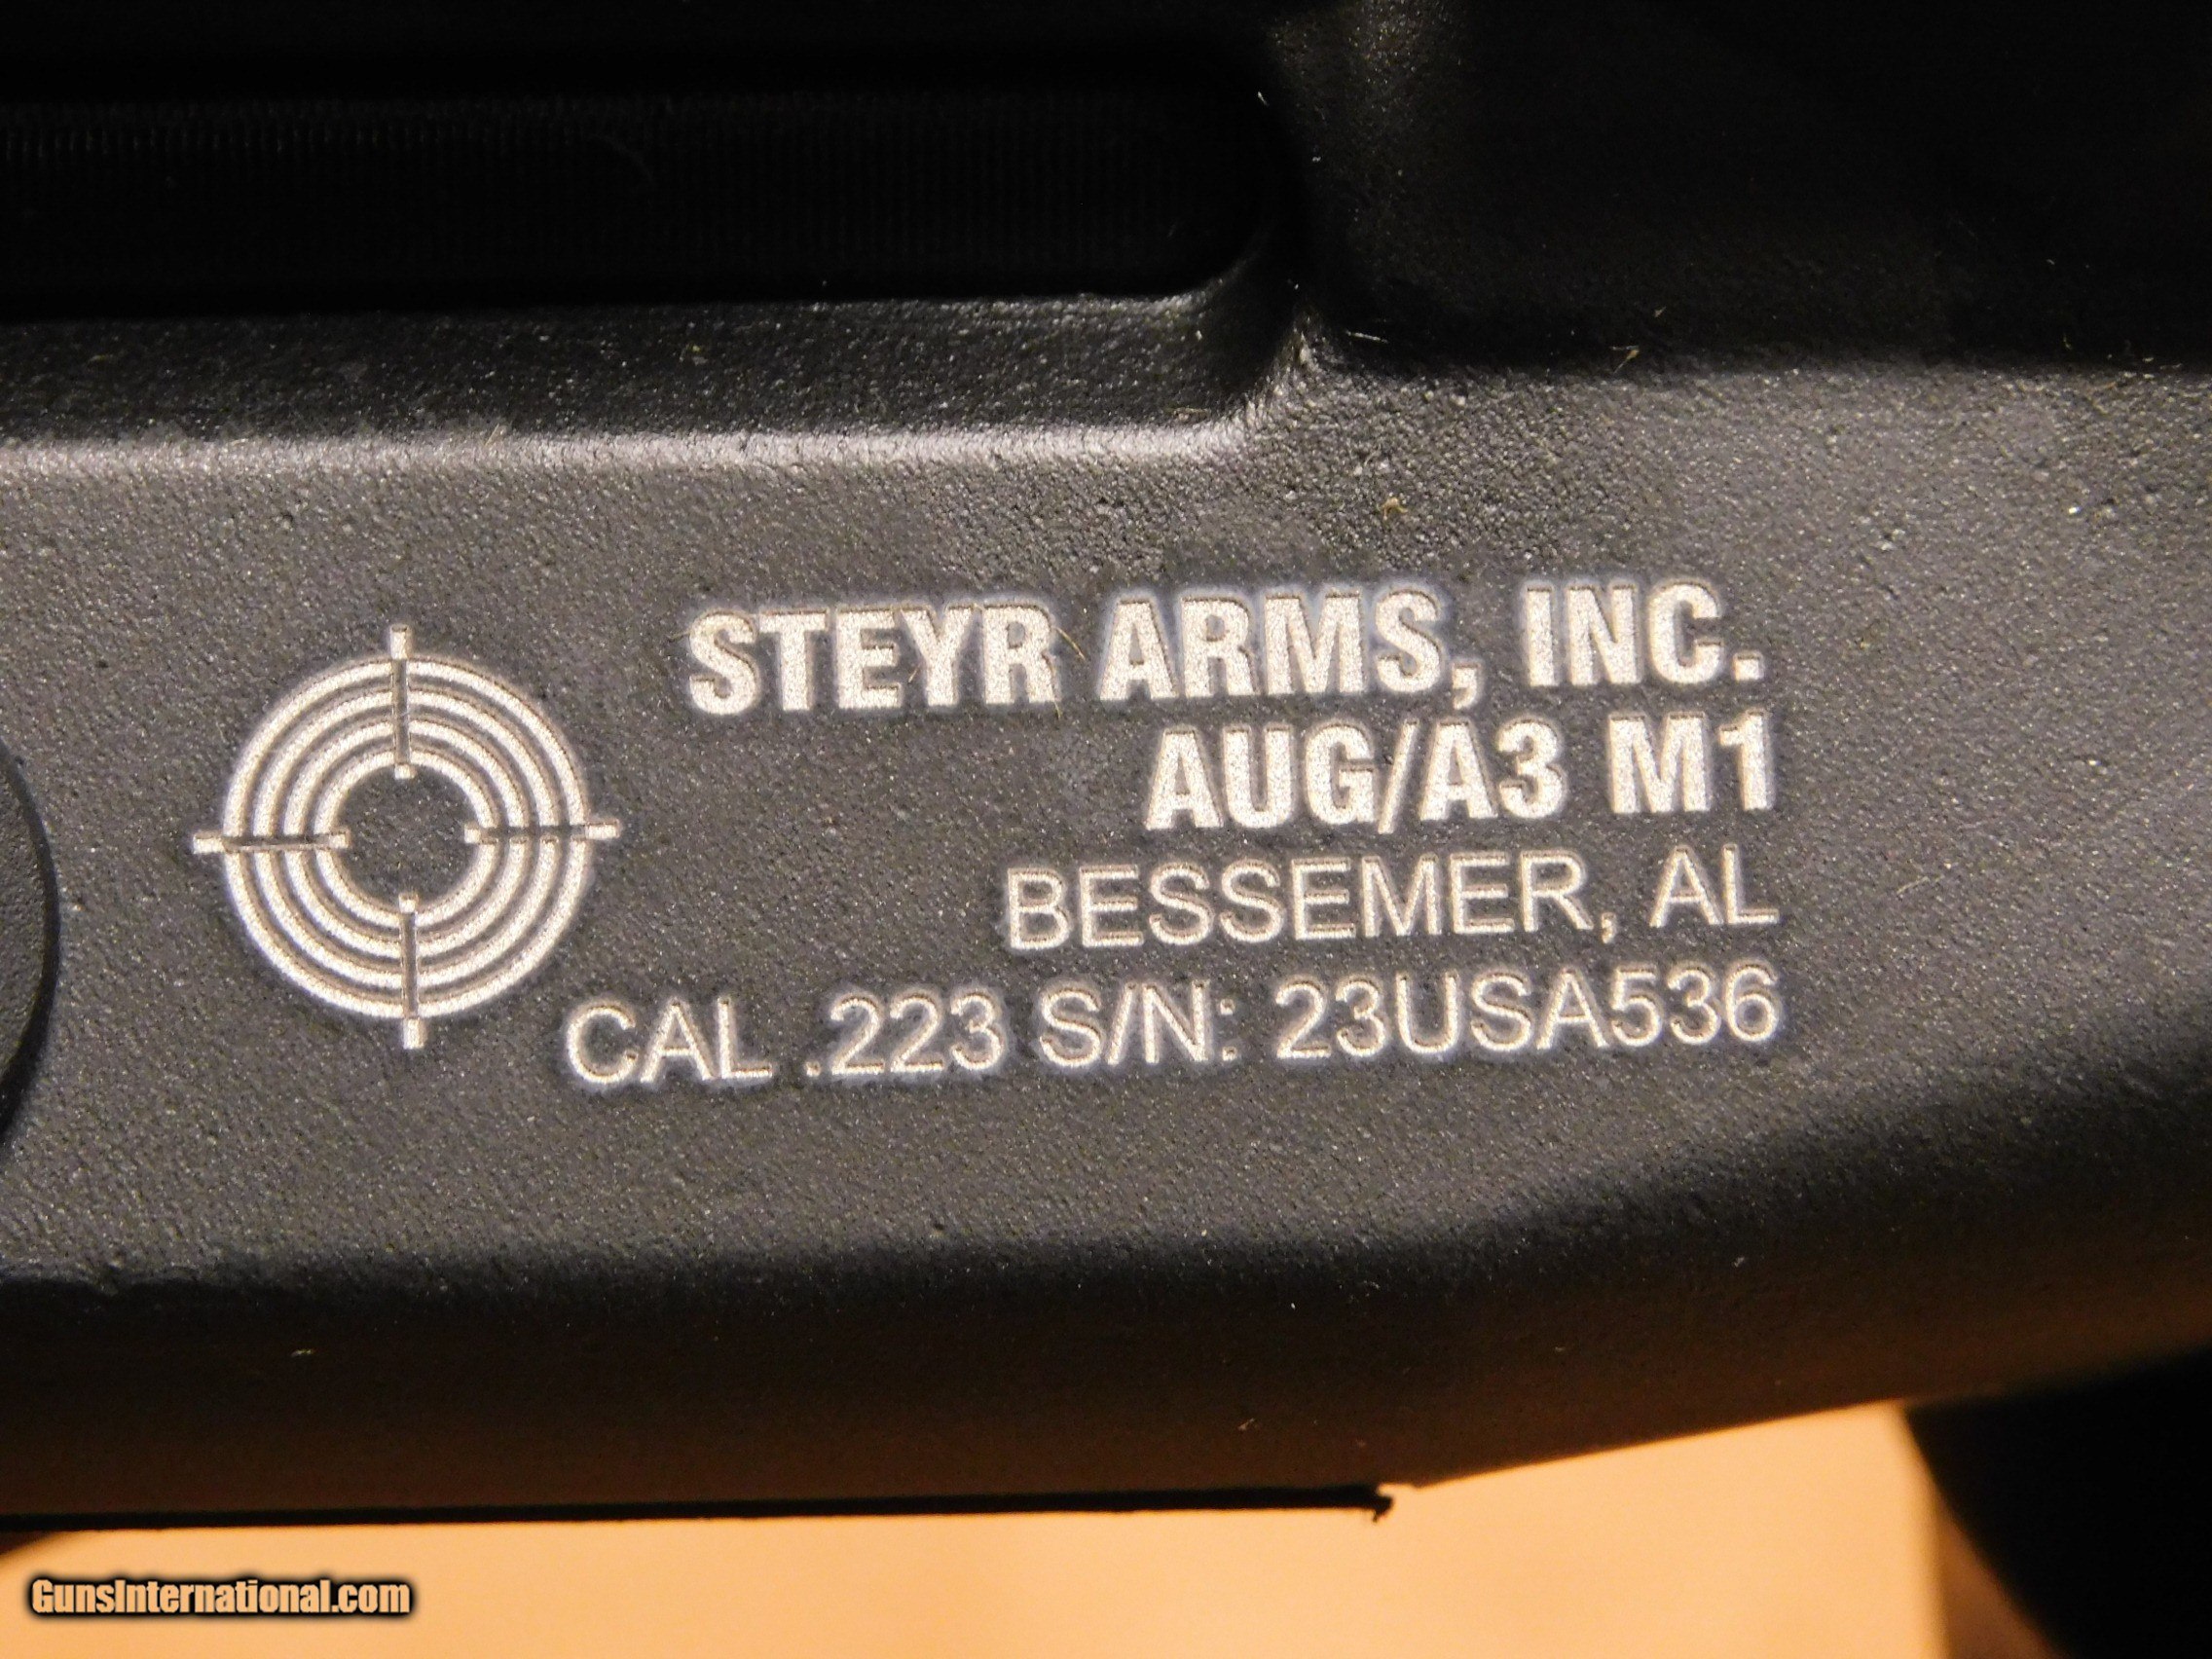 STEYR ARMS, INC.
AUG/A3 M1
BESSEMER, AL
CAL .223 S/N: 23USA536
GunsInternational.com